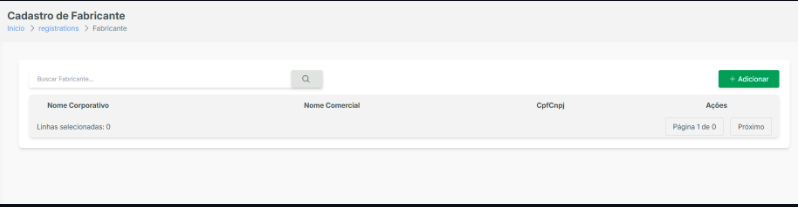 Cadastro de Fabricante
Início > registrations > Fabricante
Buscar Fabricante...
+ Adicionar
Nome Corporativo Nome Comercial CpfCnpj Ações
Linhas selecionadas: 0 Página 1 de 0 Próximo